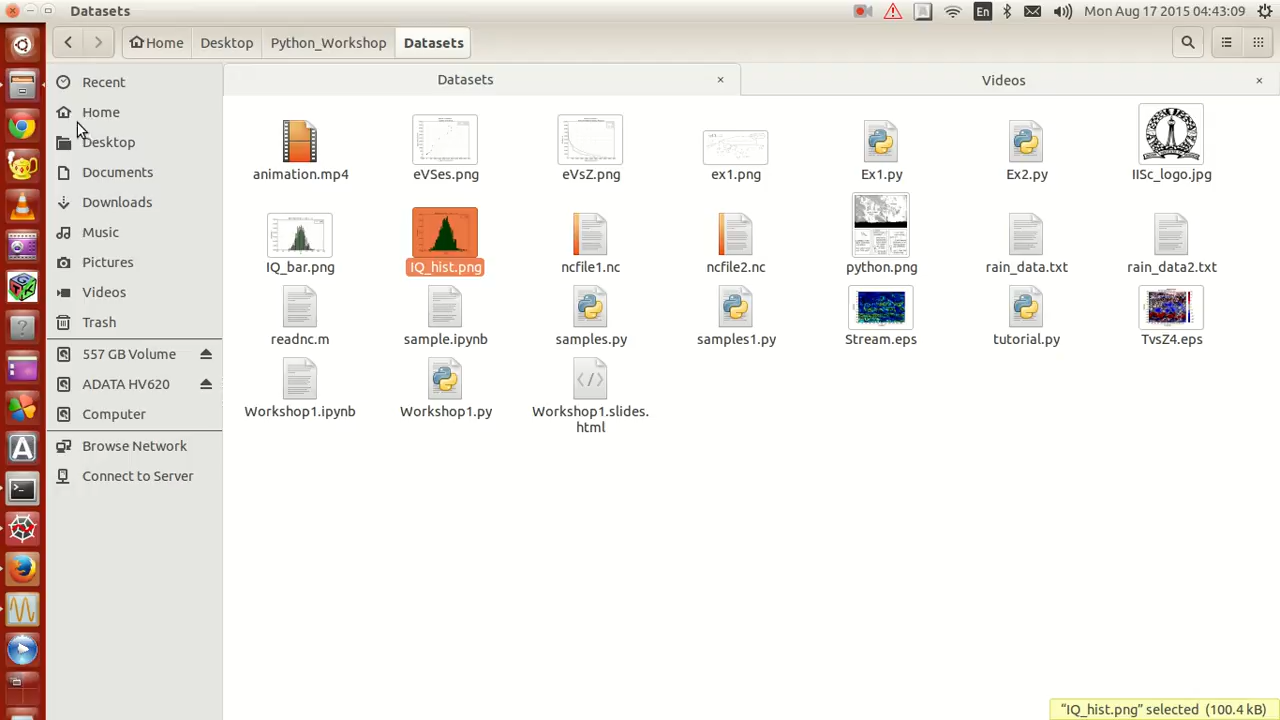 Datasets
En
Mon Aug 17 2015 04:43:09
Home
Desktop
Python_Workshop
Datasets
Datasets
Videos
Recent
Home
Desktop
Documents
Downloads
Music
Pictures
Videos
Trash
557 GB Volume
ADATA HV620
Computer
Browse Network
Connect to Server
animation.mp4
eVSes.png
eVsZ.png
ex1.png
Ex1.py
Ex2.py
IISc_logo.jpg
IQ_bar.png
IQ_hist.png
ncfile1.nc
ncfile2.nc
python.png
rain_data.txt
rain_data2.txt
readnc.m
sample.ipynb
samples.py
samples1.py
Stream.eps
tutorial.py
TvsZ4.eps
Workshop1.ipynb
Workshop1.py
Workshop1.slides.
html
“IQ_hist.png” selected (100.4 kB)